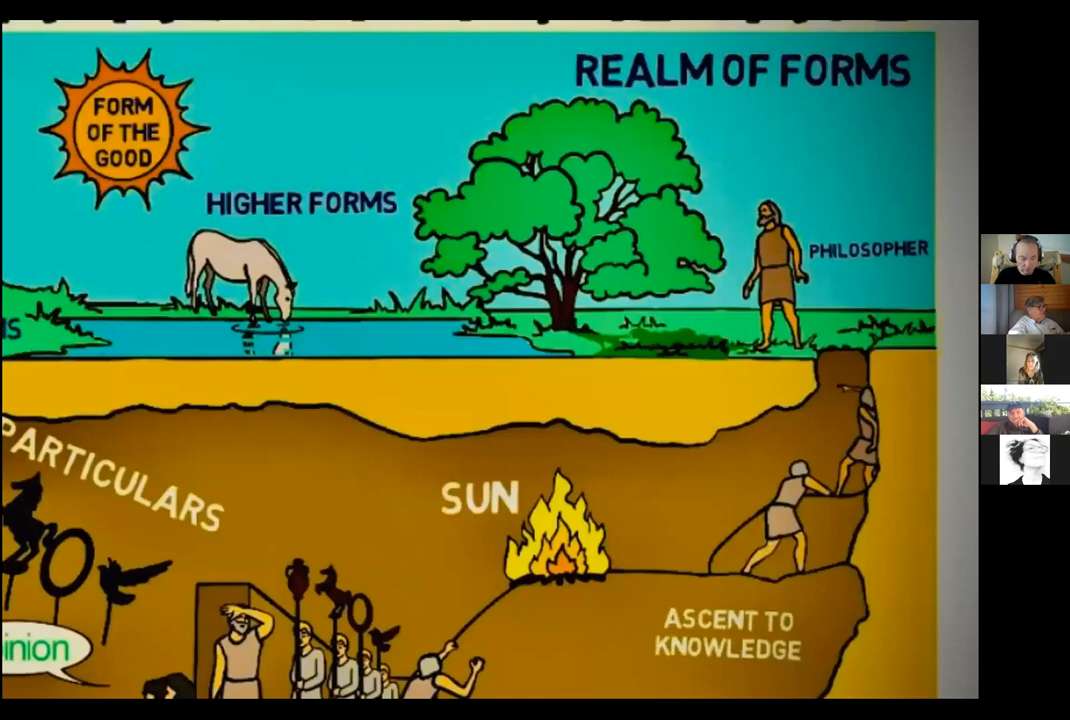 REALM OF FORMS
FORM
OF THE
GOOD
HIGHER FORMS
PHILOSOPHER
PARTICULARS
SUN
ASCENT TO
KNOWLEDGE
inion